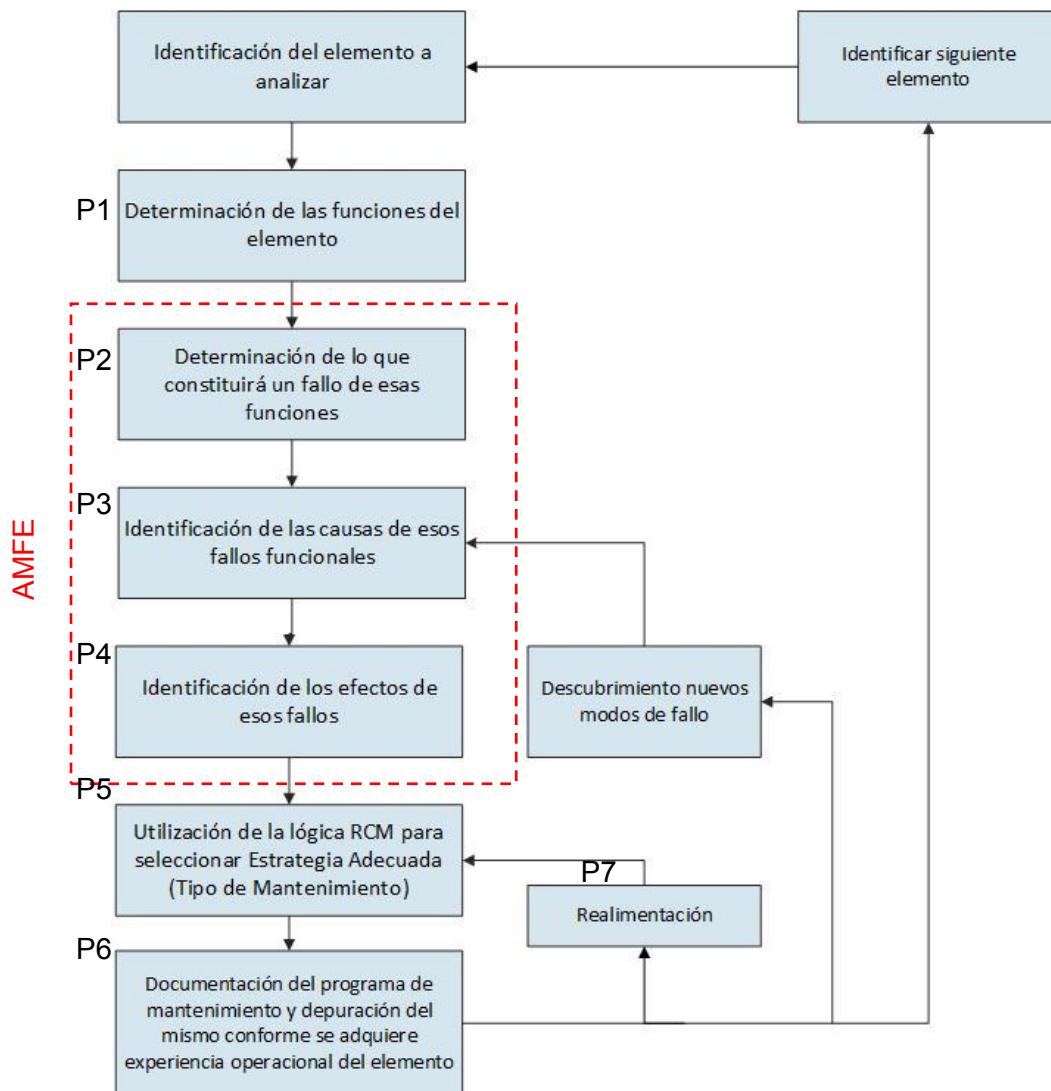 Identificación del elemento a
analizar
Identificar siguiente
elemento
P1
Determinación de las funciones del
elemento
P2
Determinación de lo que
constituirá un fallo de esas
funciones
P3
Identificación de las causas de esos
fallos funcionales
AMFE
P4
Identificación de los efectos de
esos fallos
Descubrimiento nuevos
modos de fallo
P5
Utilización de la lógica RCM para
seleccionar Estrategia Adecuada
(Tipo de Mantenimiento)
P7
Realimentación
P6
Documentación del programa de
mantenimiento y depuración del
mismo conforme se adquiere
experiencia operacional del elemento